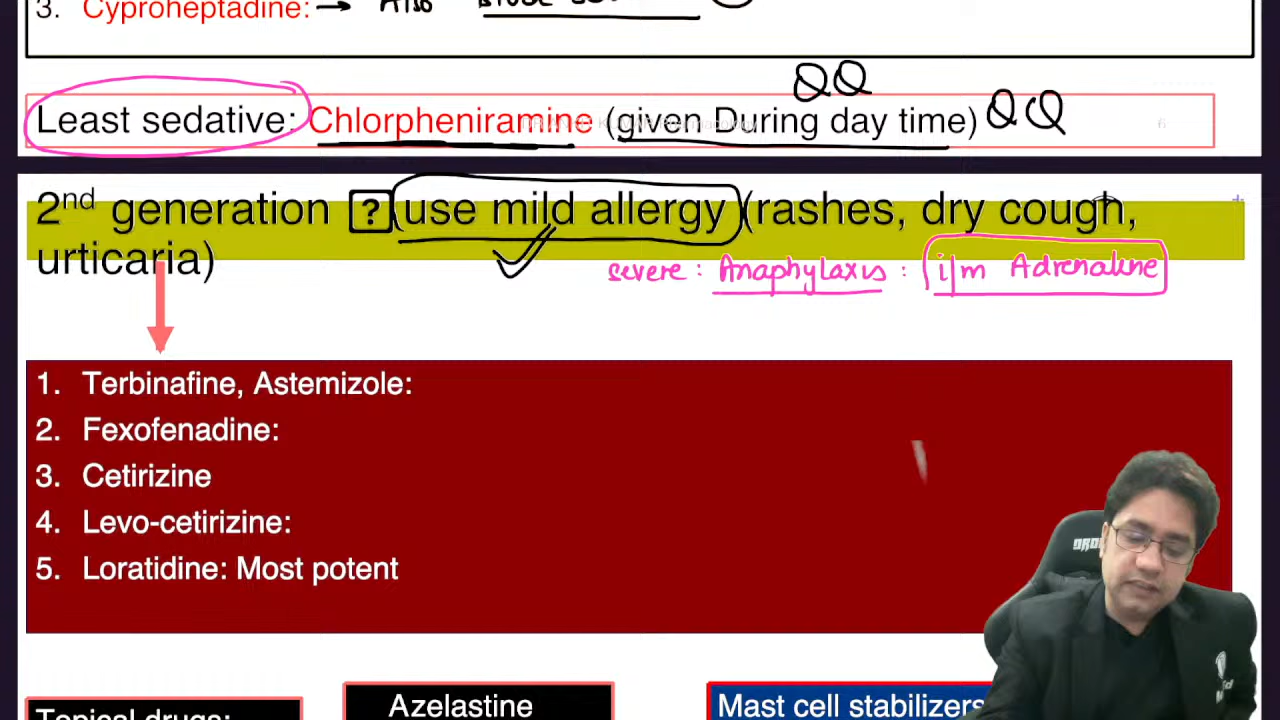 3. Cyproheptadine: → Also
Least sedative: Chlorpheniramine (given During day time) QQ QQ
6
2nd generation ? (use mild allergy (rashes, dry cough,
urticaria)
severe : Anaphylaxis : i/m Adrenaline
1. Terbinafine, Astemizole:
2. Fexofenadine:
3. Cetirizine
4. Levo-cetirizine:
5. Loratidine: Most potent
Topical drugs:
Azelastine
Mast cell stabilizers